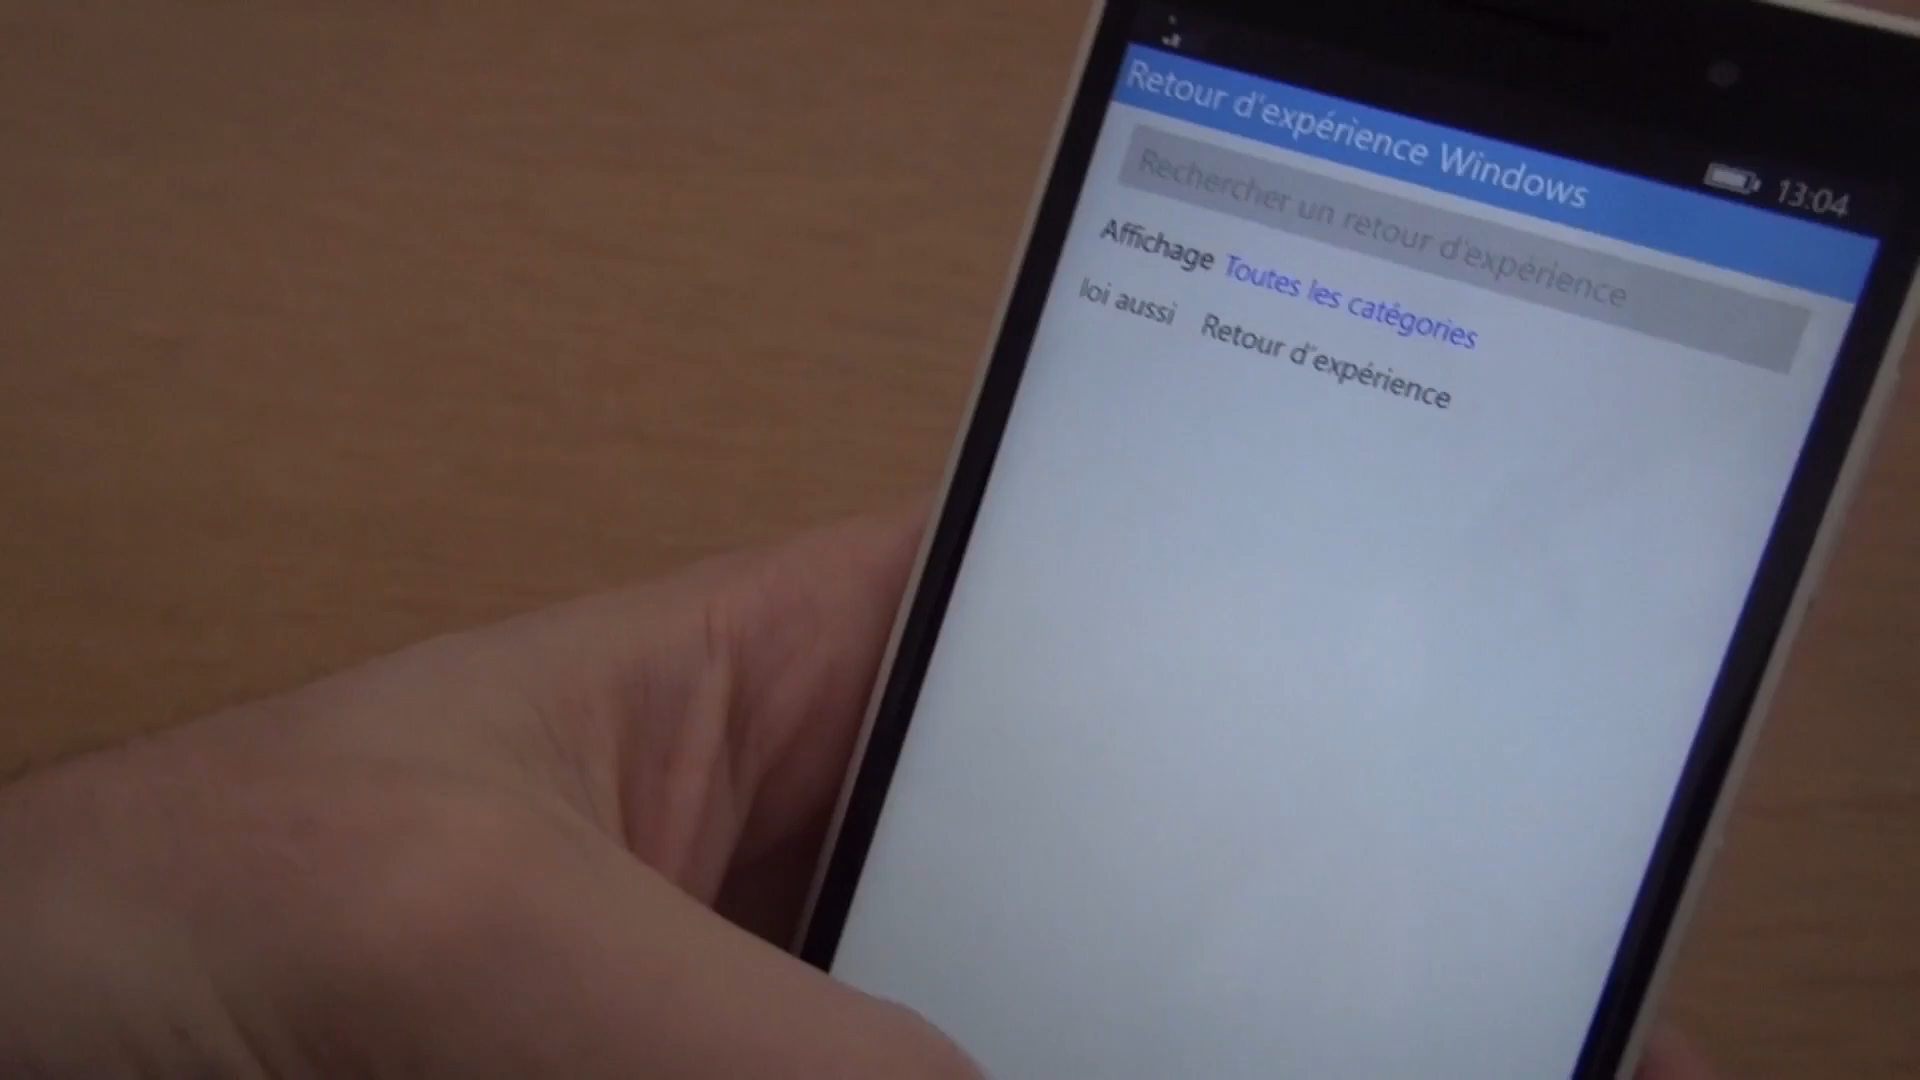 13:04
Retour d'expérience Windows
Rechercher un retour d'expérience
Affichage Toutes les catégories
loi aussi Retour d'expérience